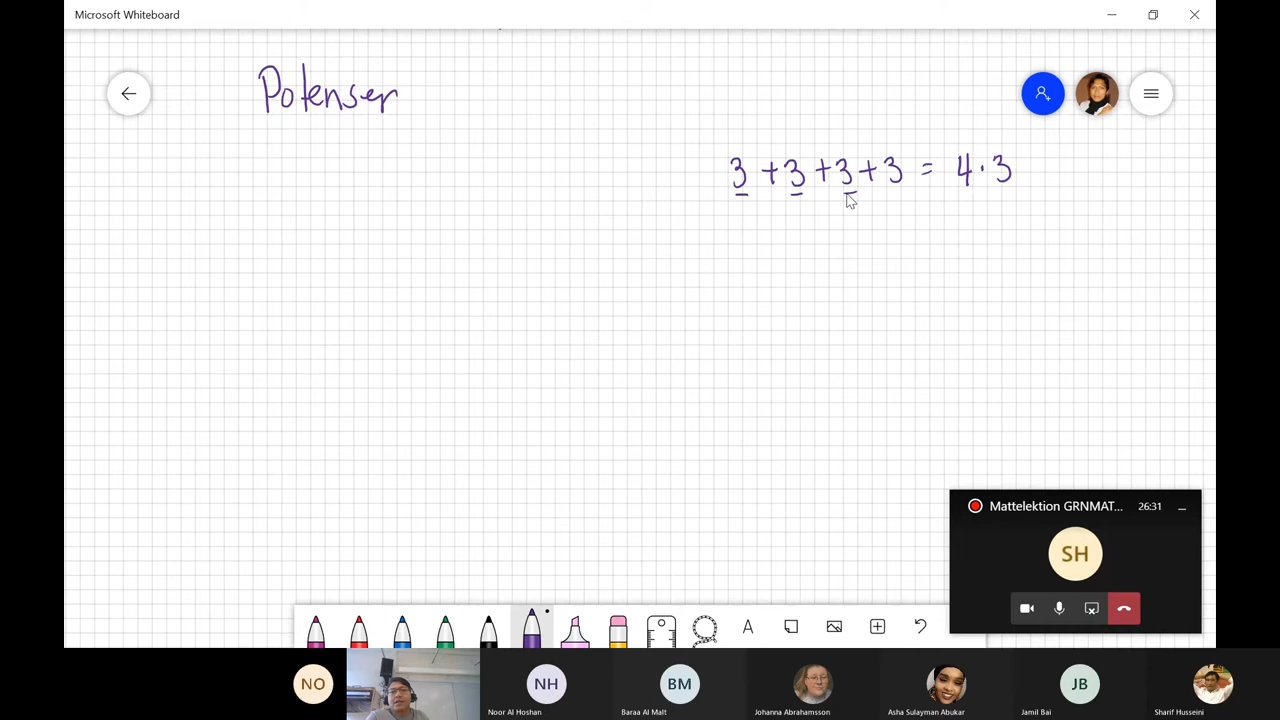 Microsoft Whiteboard
Potenser
3 + 3 + 3 + 3 = 4 · 3
Mattelektion GRNMAT... 26:31
SH
A
NO
NH
BM
JB
Noor Al Hoshan
Baraa Al Malt
Johanna Abrahamsson
Asha Sulayman Abukar
Jamil Bai
Sharif Husseini